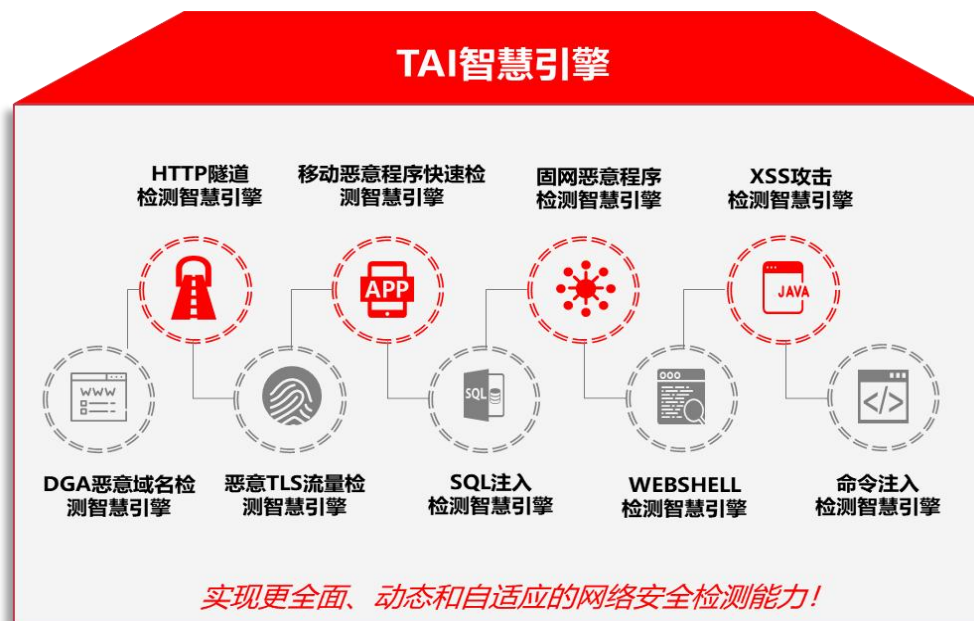 TAI智慧引擎
HTTP隧道
检测智慧引擎
移动恶意程序快速检
测智慧引擎
固网恶意程序
检测智慧引擎
XSS攻击
检测智慧引擎
APP
JAVA
WWW
SQL
</>
DGA恶意域名检
测智慧引擎
恶意TLS流量检
测智慧引擎
SQL注入
检测智慧引擎
WEBSHELL
检测智慧引擎
命令注入
检测智慧引擎
实现更全面、动态和自适应的网络安全检测能力!